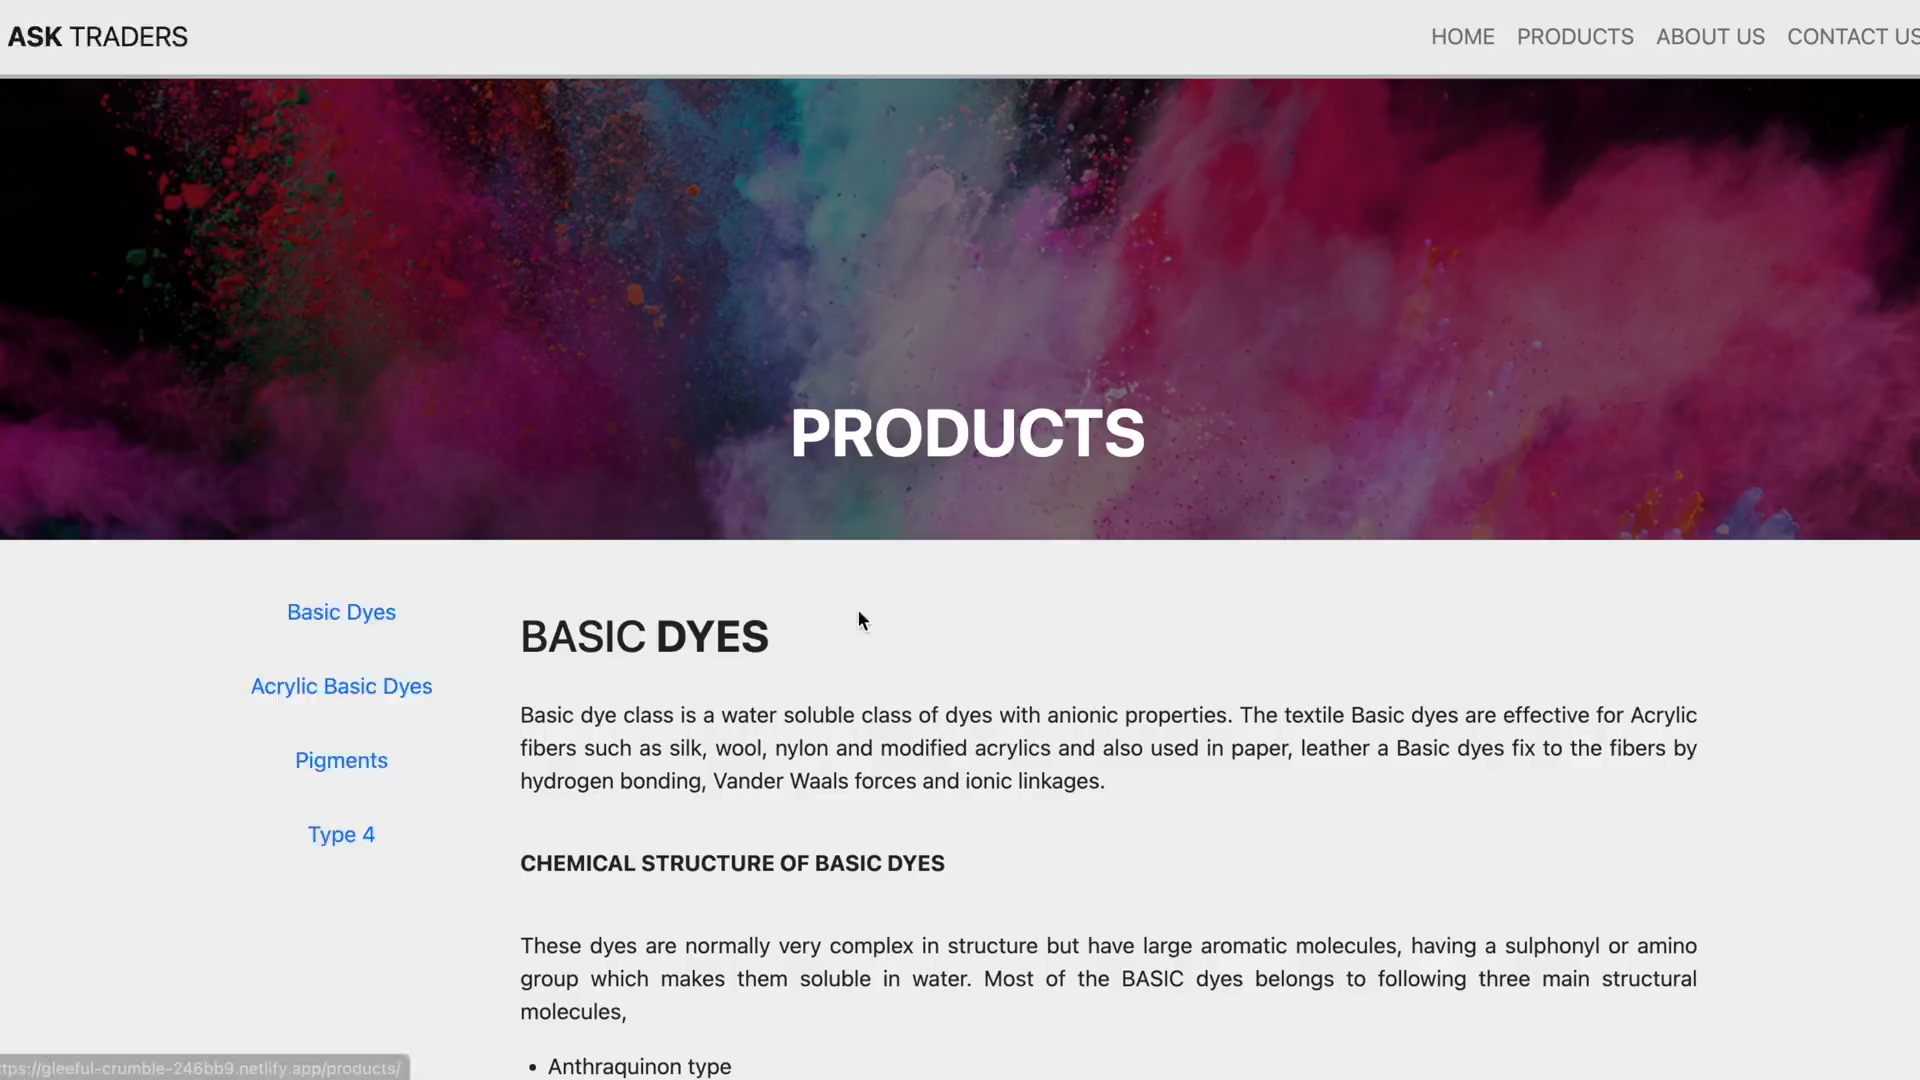 ASK TRADERS
HOME PRODUCTS ABOUT US CONTACT US
PRODUCTS
Basic Dyes
Acrylic Basic Dyes
Pigments
Type 4
BASIC DYES
Basic dye class is a water soluble class of dyes with anionic properties. The textile Basic dyes are effective for Acrylic
fibers such as silk, wool, nylon and modified acrylics and also used in paper, leather a Basic dyes fix to the fibers by
hydrogen bonding, Vander Waals forces and ionic linkages.
CHEMICAL STRUCTURE OF BASIC DYES
These dyes are normally very complex in structure but have large aromatic molecules, having a sulphonyl or amino
group which makes them soluble in water. Most of the BASIC dyes belongs to following three main structural
molecules,
• Anthraquinon type
tps://gleeful-crumble-246bb9.netlify.app/products/